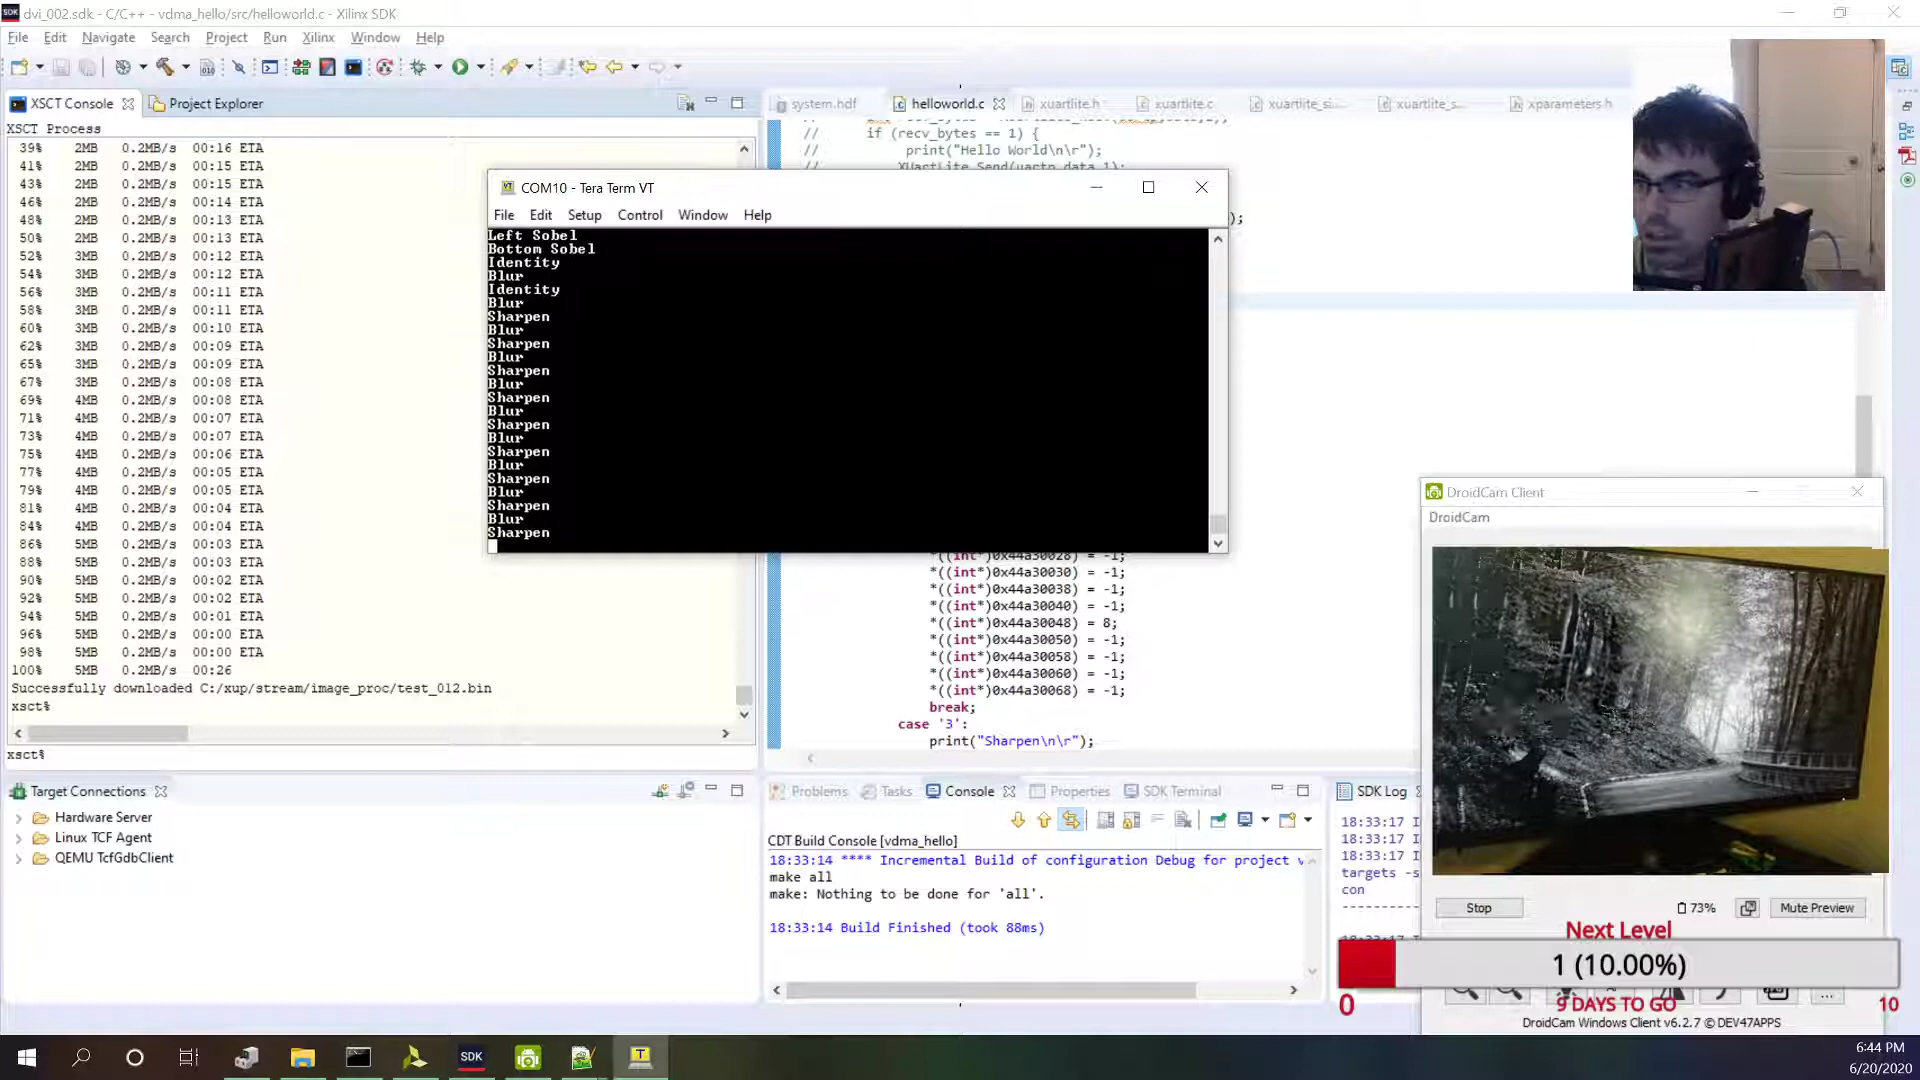 dvi_002.sdk - C/C++ - vdma_hello/src/helloworld.c - Xilinx SDK
File Edit Navigate Search Project Run Xilinx Window Help
XSCT Console
Project Explorer
XSCT Process
39% 2MB 0.2MB/s 00:16 ETA
41% 2MB 0.2MB/s 00:15 ETA
43% 2MB 0.2MB/s 00:15 ETA
46% 2MB 0.2MB/s 00:14 ETA
48% 2MB 0.2MB/s 00:13 ETA
50% 2MB 0.2MB/s 00:13 ETA
52% 3MB 0.2MB/s 00:12 ETA
54% 3MB 0.2MB/s 00:12 ETA
56% 3MB 0.2MB/s 00:11 ETA
58% 3MB 0.2MB/s 00:11 ETA
60% 3MB 0.2MB/s 00:10 ETA
62% 3MB 0.2MB/s 00:09 ETA
65% 3MB 0.2MB/s 00:09 ETA
67% 3MB 0.2MB/s 00:08 ETA
69% 4MB 0.2MB/s 00:08 ETA
71% 4MB 0.2MB/s 00:07 ETA
73% 4MB 0.2MB/s 00:07 ETA
75% 4MB 0.2MB/s 00:06 ETA
77% 4MB 0.2MB/s 00:05 ETA
79% 4MB 0.2MB/s 00:05 ETA
81% 4MB 0.2MB/s 00:04 ETA
84% 4MB 0.2MB/s 00:04 ETA
86% 5MB 0.2MB/s 00:03 ETA
88% 5MB 0.2MB/s 00:03 ETA
90% 5MB 0.2MB/s 00:02 ETA
92% 5MB 0.2MB/s 00:02 ETA
94% 5MB 0.2MB/s 00:01 ETA
96% 5MB 0.2MB/s 00:00 ETA
98% 5MB 0.2MB/s 00:00 ETA
100% 5MB 0.2MB/s 00:26
Successfully downloaded C:/xup/stream/image_proc/test_012.bin
xsct%
xsct%
system.hdf helloworld.c xuartlite.h xuartlite.c xuartlite_si... xuartlite_s... xparameters.h
// if (recv_bytes == 1) {
// print("Hello World\n\r");
// XUartLite_Send(uartp,data,1);
);
COM10 - Tera Term VT
File Edit Setup Control Window Help
Left Sobel
Bottom Sobel
Identity
Blur
Identity
Blur
Sharpen
Blur
Sharpen
Blur
Sharpen
Blur
Sharpen
Blur
Sharpen
Blur
Sharpen
Blur
Sharpen
Blur
Sharpen
Blur
Sharpen
*((int*)0x44a30028) = -1;
*((int*)0x44a30030) = -1;
*((int*)0x44a30038) = -1;
*((int*)0x44a30040) = -1;
*((int*)0x44a30048) = 8;
*((int*)0x44a30050) = -1;
*((int*)0x44a30058) = -1;
*((int*)0x44a30060) = -1;
*((int*)0x44a30068) = -1;
break;
case '3':
print("Sharpen\n\r");
Target Connections
Hardware Server
Linux TCF Agent
QEMU TcfGdbClient
Problems Tasks Console Properties SDK Terminal
CDT Build Console [vdma_hello]
18:33:14 **** Incremental Build of configuration Debug for project v
make all
make: Nothing to be done for 'all'.
18:33:14 Build Finished (took 88ms)
SDK Log
18:33:17 I
18:33:17 I
18:33:17 I
targets -s
con
----------
18:33:17 I
DroidCam Client
DroidCam
Stop
73%
Mute Preview
Next Level
1 (10.00%)
0
9 DAYS TO GO
10
DroidCam Windows Client v6.2.7 © DEV47APPS
SDK
6:44 PM
6/20/2020